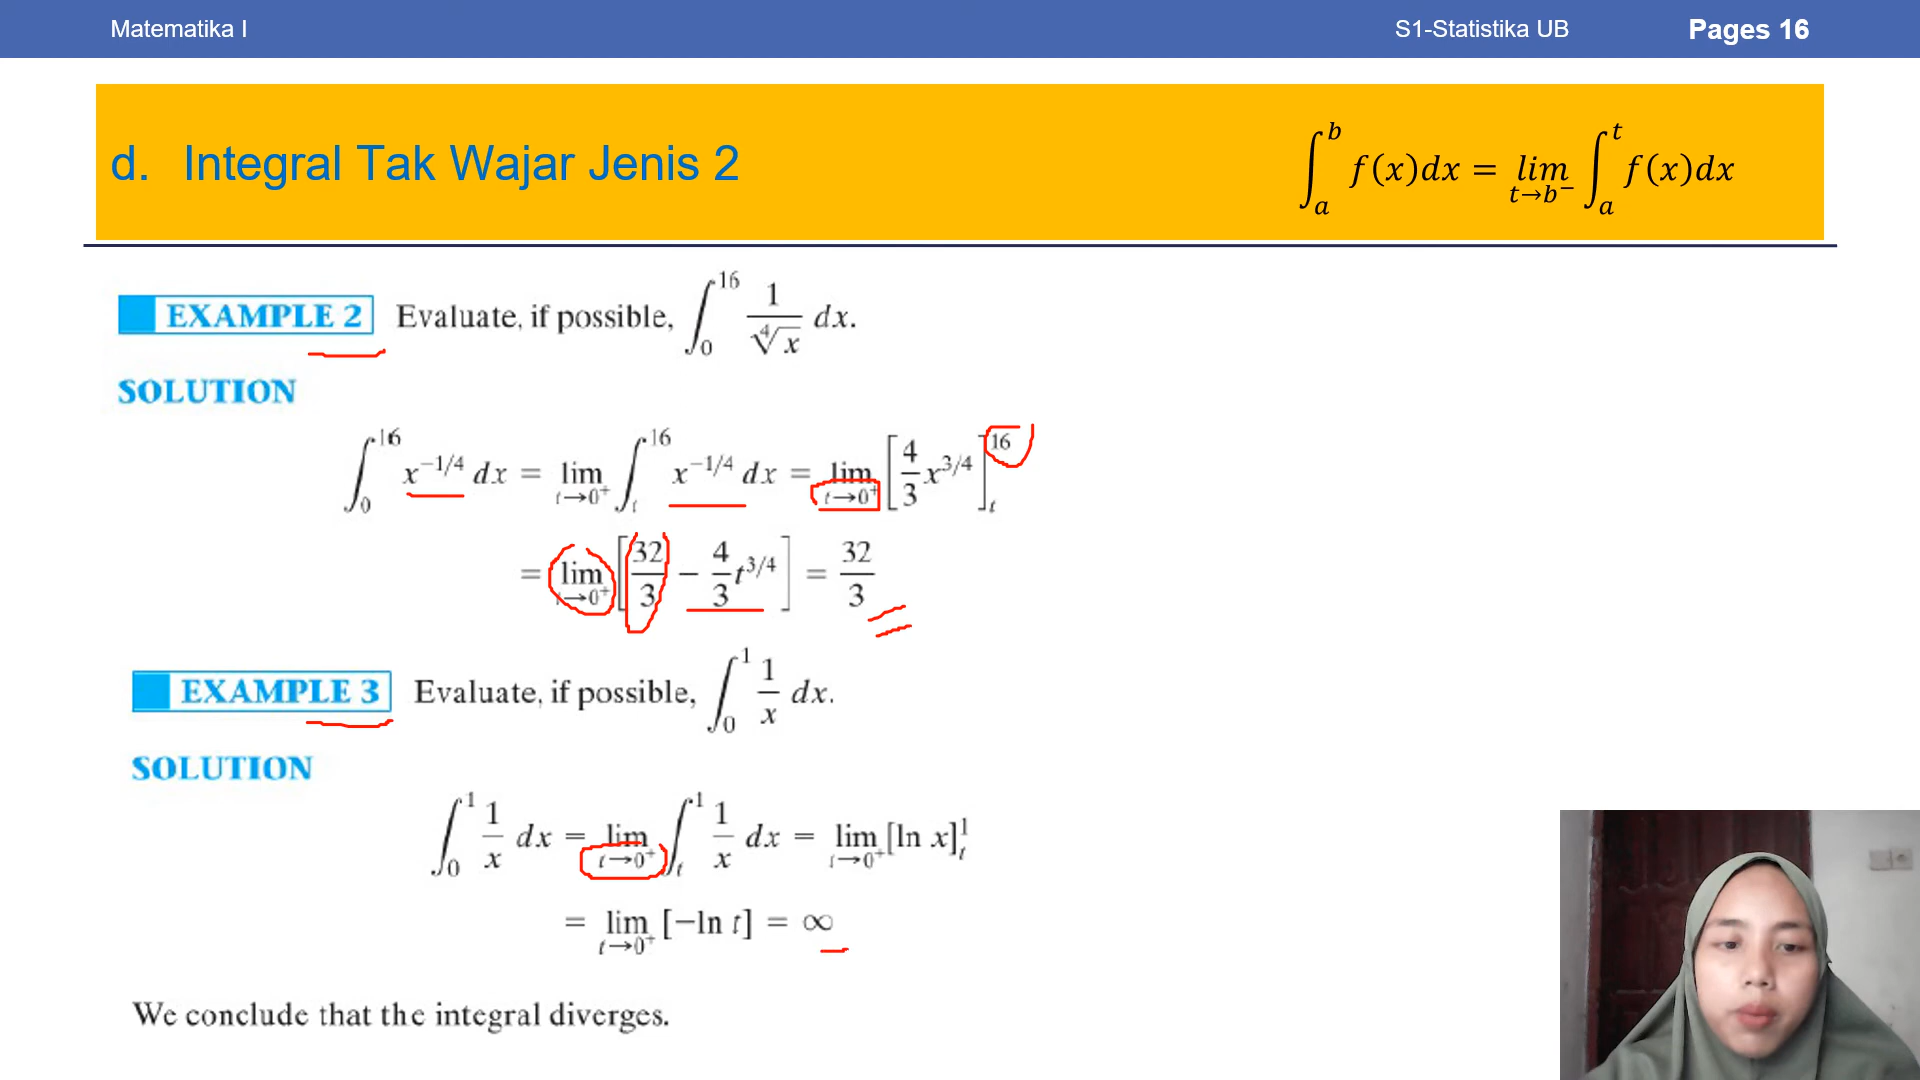 Matematika I
S1-Statistika UB
Pages 16
d. Integral Tak Wajar Jenis 2
∫_a^b f(x)dx = lim_{t→b⁻} ∫_a^t f(x)dx
EXAMPLE 2 Evaluate, if possible, ∫_0^16 1/∜x dx.
SOLUTION
∫_0^16 x^{-1/4} dx = lim_{t→0⁺} ∫_t^16 x^{-1/4} dx = lim_{t→0⁺} [4/3 x^{3/4}]_t^16
= lim_{t→0⁺} [32/3 − 4/3 t^{3/4}] = 32/3
EXAMPLE 3 Evaluate, if possible, ∫_0^1 1/x dx.
SOLUTION
∫_0^1 1/x dx = lim_{t→0⁺} ∫_t^1 1/x dx = lim_{t→0⁺} [ln x]_t^1
= lim_{t→0⁺} [−ln t] = ∞
We conclude that the integral diverges.